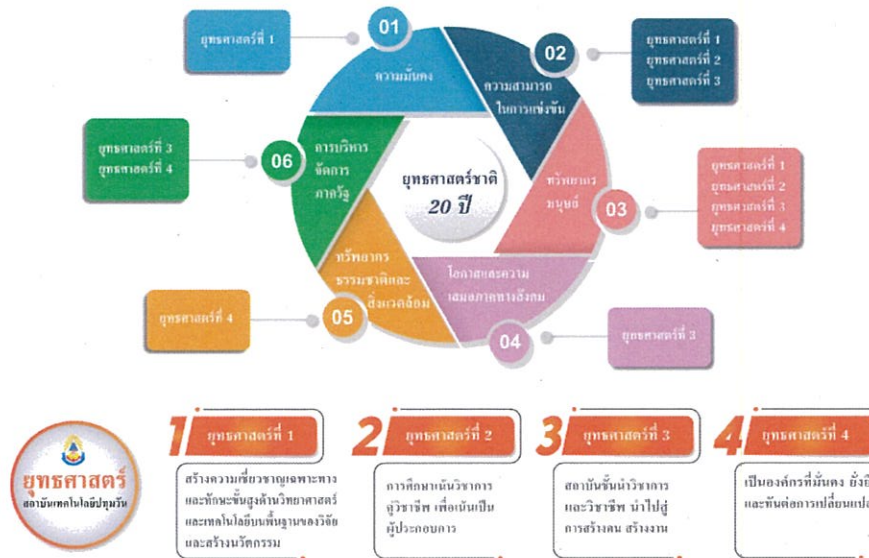 ยุทธศาสตร์ที่ 1
01
ความมั่นคง
02
ความสามารถ
ในการแข่งขัน
ยุทธศาสตร์ที่ 1
ยุทธศาสตร์ที่ 2
ยุทธศาสตร์ที่ 3
ยุทธศาสตร์ที่ 3
ยุทธศาสตร์ที่ 4
06
การบริหาร
จัดการ
ภาครัฐ
ยุทธศาสตร์ชาติ
20 ปี
ทรัพยากร
มนุษย์
03
ยุทธศาสตร์ที่ 1
ยุทธศาสตร์ที่ 2
ยุทธศาสตร์ที่ 3
ยุทธศาสตร์ที่ 4
ยุทธศาสตร์ที่ 4
05
ทรัพยากร
ธรรมชาติและ
สิ่งแวดล้อม
โอกาสและความ
เสมอภาคทางสังคม
04
ยุทธศาสตร์ที่ 3
ยุทธศาสตร์
สถาบันเทคโนโลยีปทุมวัน
1 ยุทธศาสตร์ที่ 1
สร้างความเชี่ยวชาญเฉพาะทาง
และทักษะขั้นสูงด้านวิทยาศาสตร์
และเทคโนโลยีบนพื้นฐานของวิจัย
และสร้างนวัตกรรม
2 ยุทธศาสตร์ที่ 2
การศึกษาเน้นวิชาการ
คู่วิชาชีพ เพื่อเน้นเป็น
ผู้ประกอบการ
3 ยุทธศาสตร์ที่ 3
สถาบันชั้นนำวิชาการ
และวิชาชีพ นำไปสู่
การสร้างคน สร้างงาน
4 ยุทธศาสตร์ที่ 4
เป็นองค์กรที่มั่นคง
และทันต่อการ